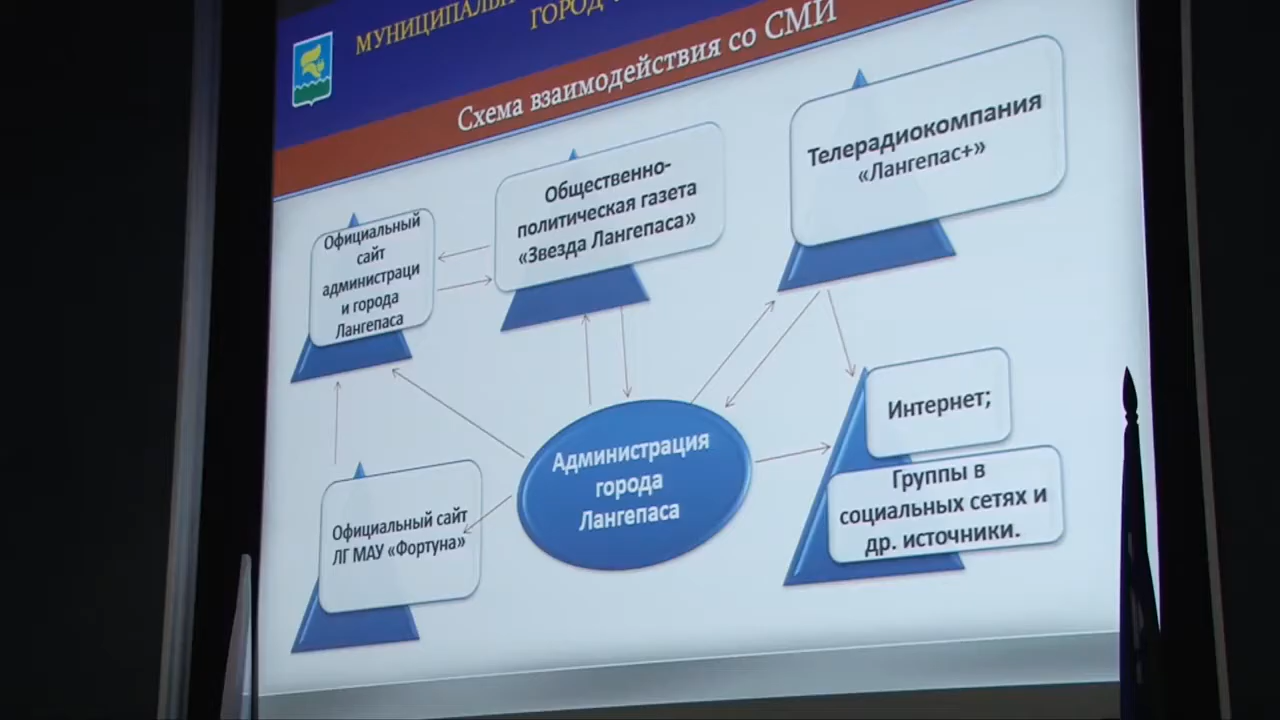 МУНИЦИПАЛЬН
ГОРОД
Схема взаимодействия со СМИ
Официальный
сайт
администраци
и города
Лангепаса
Общественно-
политическая газета
«Звезда Лангепаса»
Телерадиокомпания
«Лангепас+»
Администрация
города
Лангепаса
Интернет;
Группы в
социальных сетях и
др. источники.
Официальный сайт
ЛГ МАУ «Фортуна»